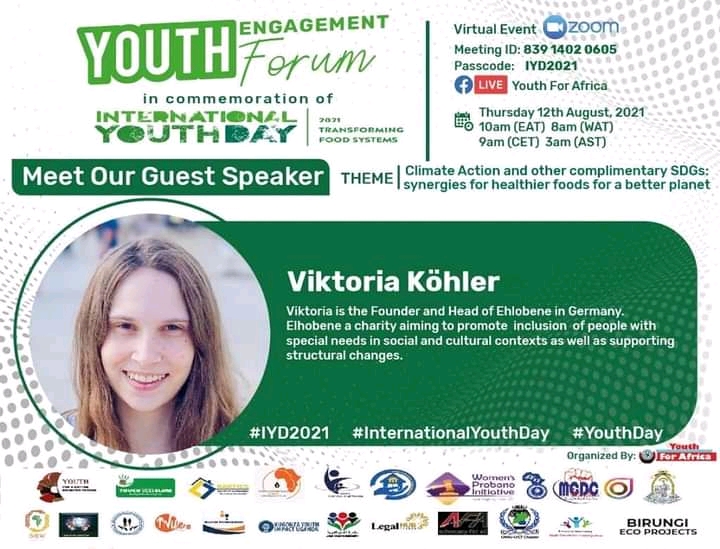 YOUTH ENGAGEMENT
Forum
in commemoration of
INTERNATIONAL
YOUTH DAY
2021
TRANSFORMING
FOOD SYSTEMS
Virtual Event zoom
Meeting ID: 839 1402 0605
Passcode: IYD2021
f LIVE Youth For Africa
Thursday 12th August, 2021
10am (EAT) 8am (WAT)
9am (CET) 3am (AST)
Meet Our Guest Speaker
THEME
Climate Action and other complimentary SDGs:
synergies for healthier foods for a better planet
Viktoria Köhler
Viktoria is the Founder and Head of Ehlobene in Germany.
Elhobene a charity aiming to promote inclusion of people with
special needs in social and cultural contexts as well as supporting
structural changes.
#IYD2021 #InternationalYouthDay #YouthDay
Organized By:
Youth
For Africa
YOUTH
Women's
Probano
Initiative
MCDC
Legal
BIRUNGI
ECO PROJECTS